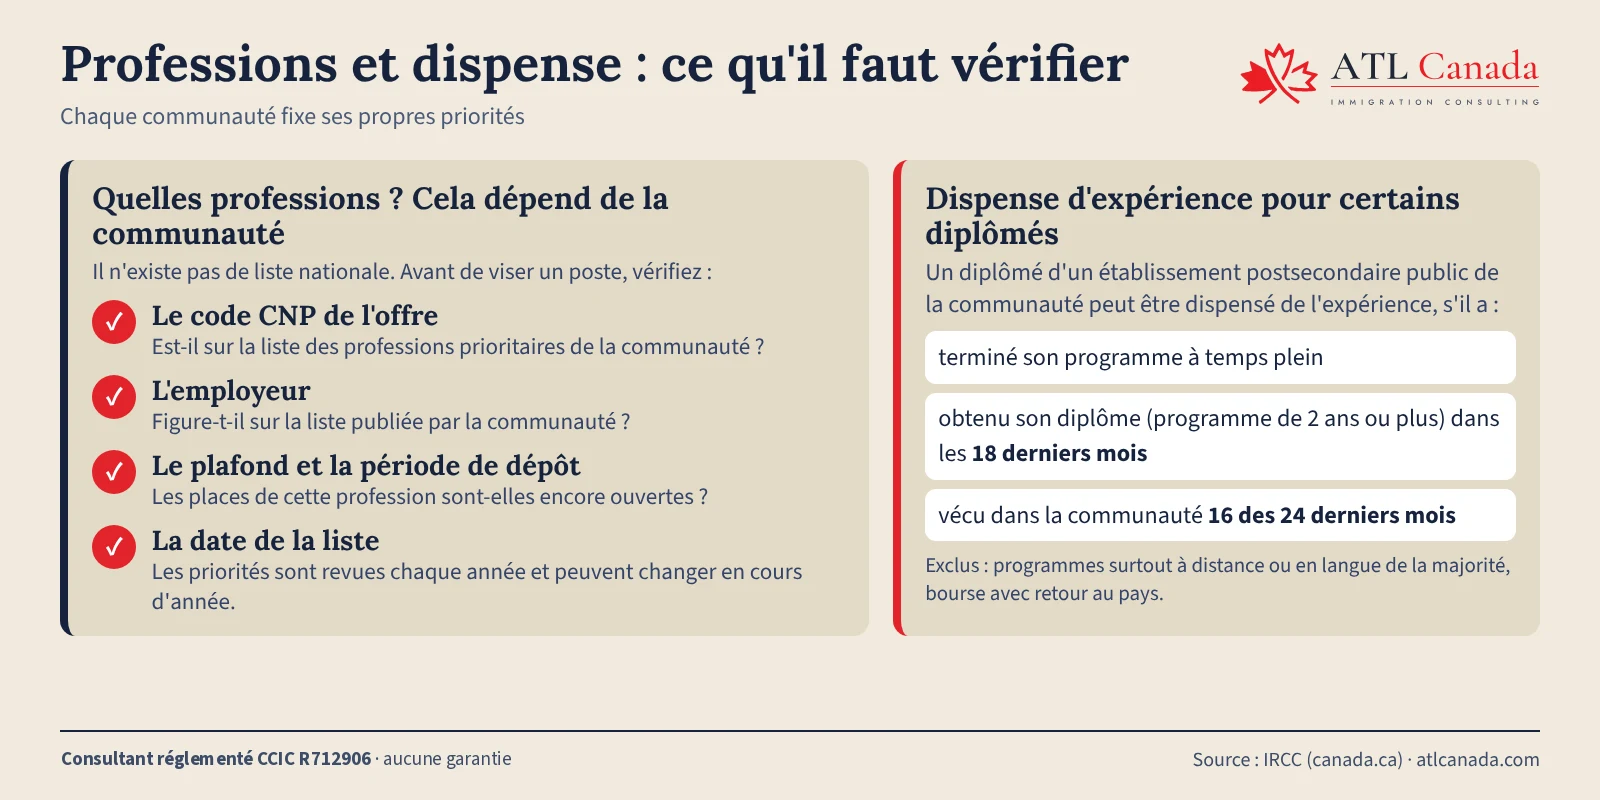 Professions et dispense : ce qu'il faut vérifier
Chaque communauté fixe ses propres priorités
ATL Canada
IMMIGRATION CONSULTING
Quelles professions ? Cela dépend de la
communauté
Il n'existe pas de liste nationale. Avant de viser un poste, vérifiez :
Le code CNP de l'offre
Est-il sur la liste des professions prioritaires de la communauté ?
L'employeur
Figure-t-il sur la liste publiée par la communauté ?
Le plafond et la période de dépôt
Les places de cette profession sont-elles encore ouvertes ?
La date de la liste
Les priorités sont revues chaque année et peuvent changer en cours
d'année.
Dispense d'expérience pour certains
diplômés
Un diplômé d'un établissement postsecondaire public de
la communauté peut être dispensé de l'expérience, s'il a :
terminé son programme à temps plein
obtenu son diplôme (programme de 2 ans ou plus) dans
les 18 derniers mois
vécu dans la communauté 16 des 24 derniers mois
Exclus : programmes surtout à distance ou en langue de la majorité,
bourse avec retour au pays.
Consultant réglementé CCIC R712906 · aucune garantie
Source : IRCC (canada.ca) · atlcanada.com